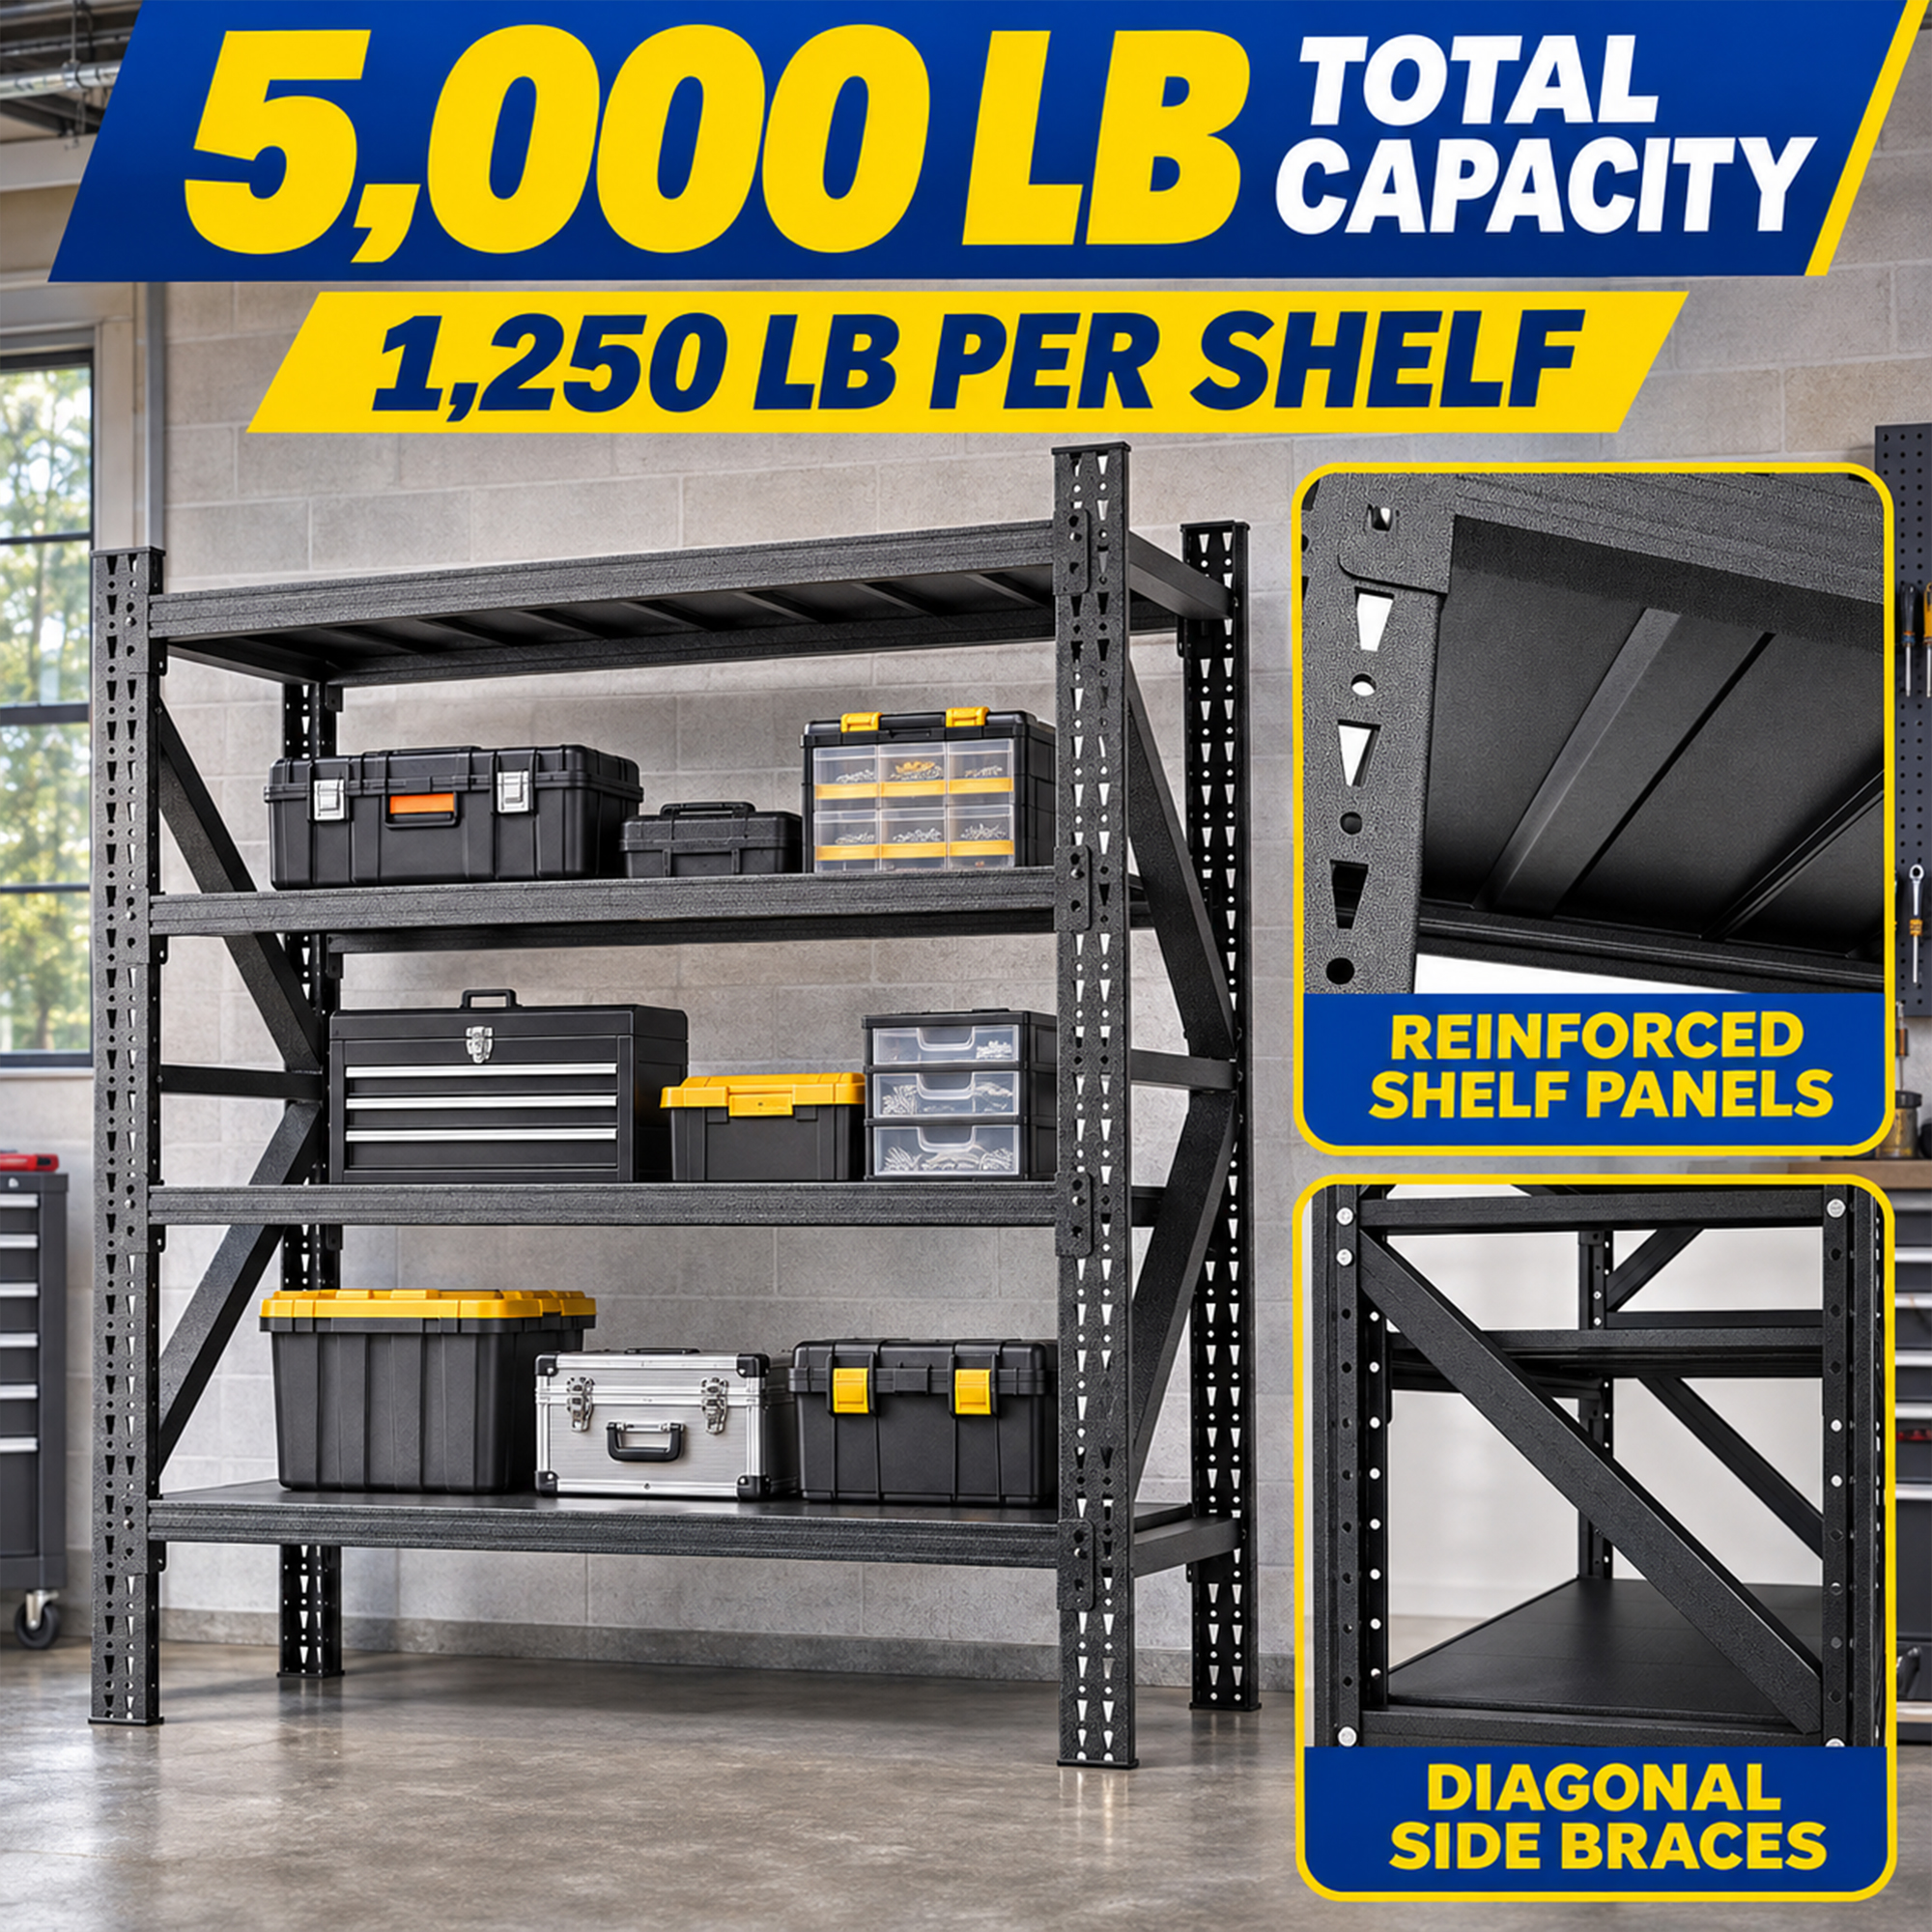 5,000 LB TOTAL
CAPACITY
1,250 LB PER SHELF
REINFORCED
SHELF PANELS
DIAGONAL
SIDE BRACES